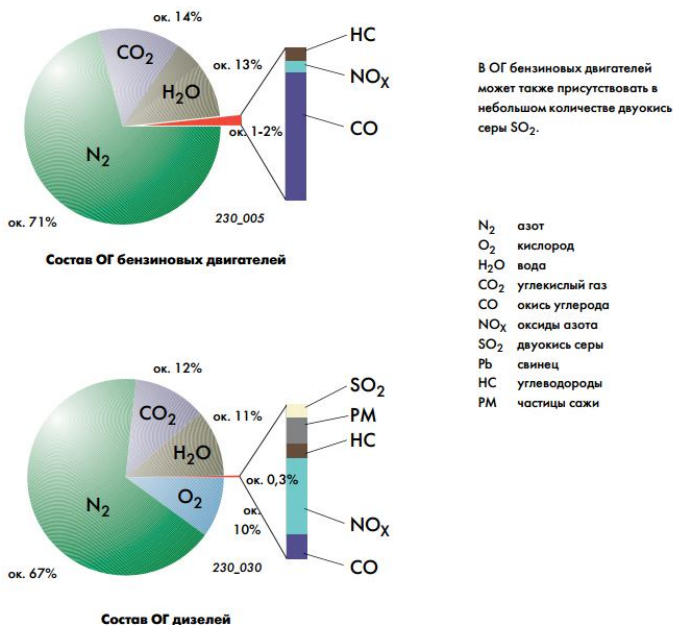 ок. 14%
CO2
ок. 13%
H2O
ок. 1-2%
N2
ок. 71%
HC
NOX
CO
230_005
Состав ОГ бензиновых двигателей
В ОГ бензиновых двигателей
может также присутствовать в
небольшом количестве двуокись
серы SO2.
N2 азот
O2 кислород
H2O вода
CO2 углекислый газ
CO окись углерода
NOX оксиды азота
SO2 двуокись серы
Pb свинец
HC углеводороды
PM частицы сажи
ок. 12%
CO2
ок. 11%
H2O
ок. 0,3%
O2
ок.
10%
N2
ок. 67%
SO2
PM
HC
NOX
CO
230_030
Состав ОГ дизелей